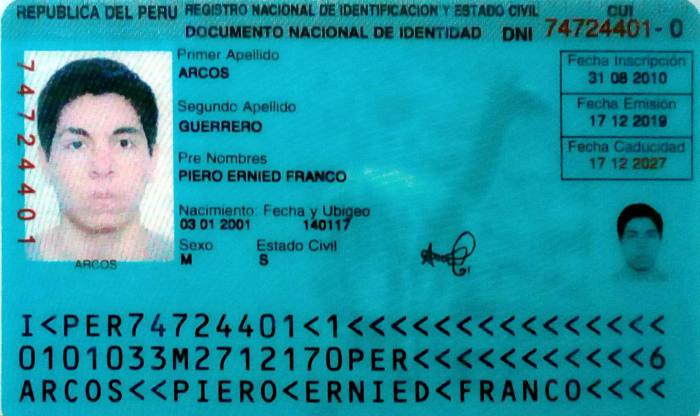 REPUBLICA DEL PERU REGISTRO NACIONAL DE IDENTIFICACION Y ESTADO CIVIL CUI
DOCUMENTO NACIONAL DE IDENTIDAD DNI 74724401-0
Primer Apellido
ARCOS
Segundo Apellido
GUERRERO
Pre Nombres
PIERO ERNIED FRANCO
Nacimiento: Fecha y Ubigeo
03 01 2001 140117
Sexo Estado Civil
M S
Fecha Inscripción
31 08 2010
Fecha Emisión
17 12 2019
Fecha Caducidad
17 12 2027
74724401
ARCOS
I<PER74724401<1<<<<<<<<<<<<<<<
0101033M2712170PER<<<<<<<<<<<6
ARCOS<<PIERO<ERNIED<FRANCO<<<<